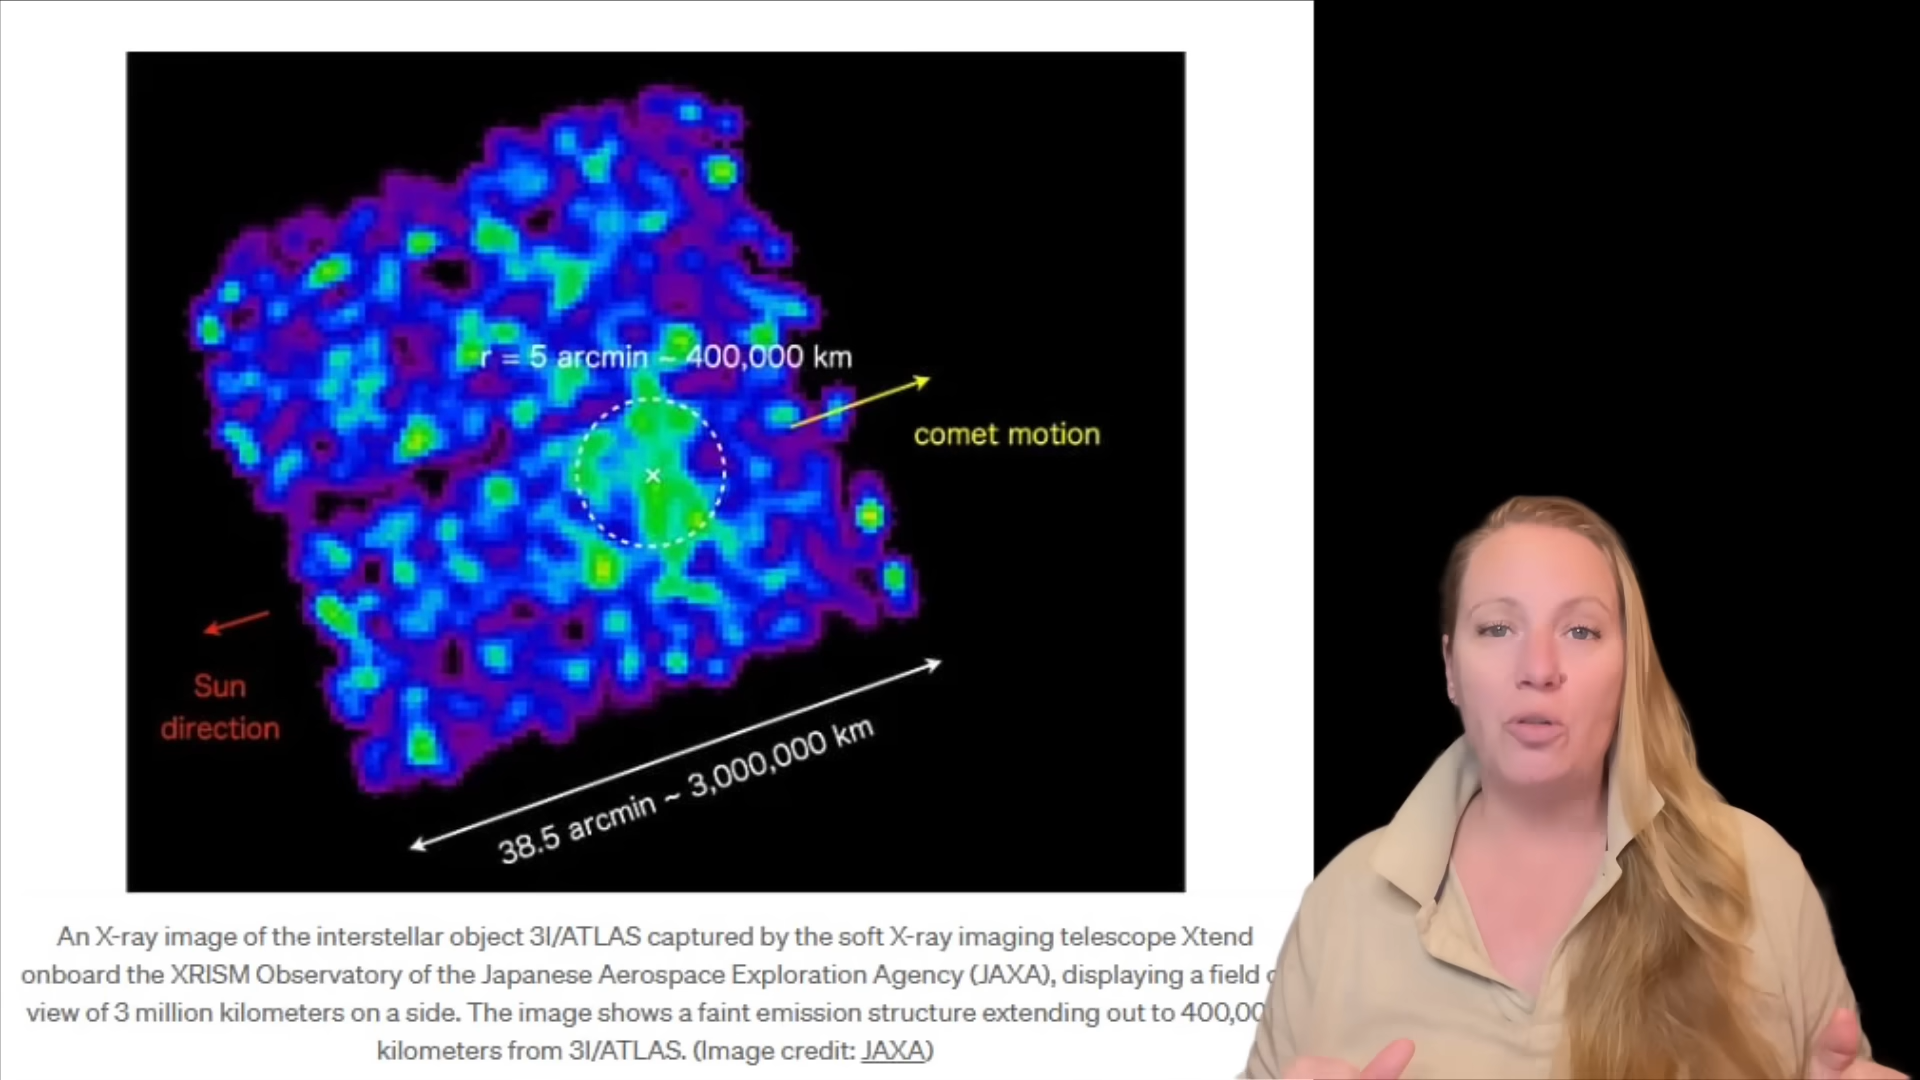 r = 5 arcmin ~ 400,000 km
comet motion
Sun
direction
38.5 arcmin ~ 3,000,000 km
An X-ray image of the interstellar object 3I/ATLAS captured by the soft X-ray imaging telescope Xtend
onboard the XRISM Observatory of the Japanese Aerospace Exploration Agency (JAXA), displaying a field
view of 3 million kilometers on a side. The image shows a faint emission structure extending out to 400,00
kilometers from 3I/ATLAS. (Image credit: JAXA)